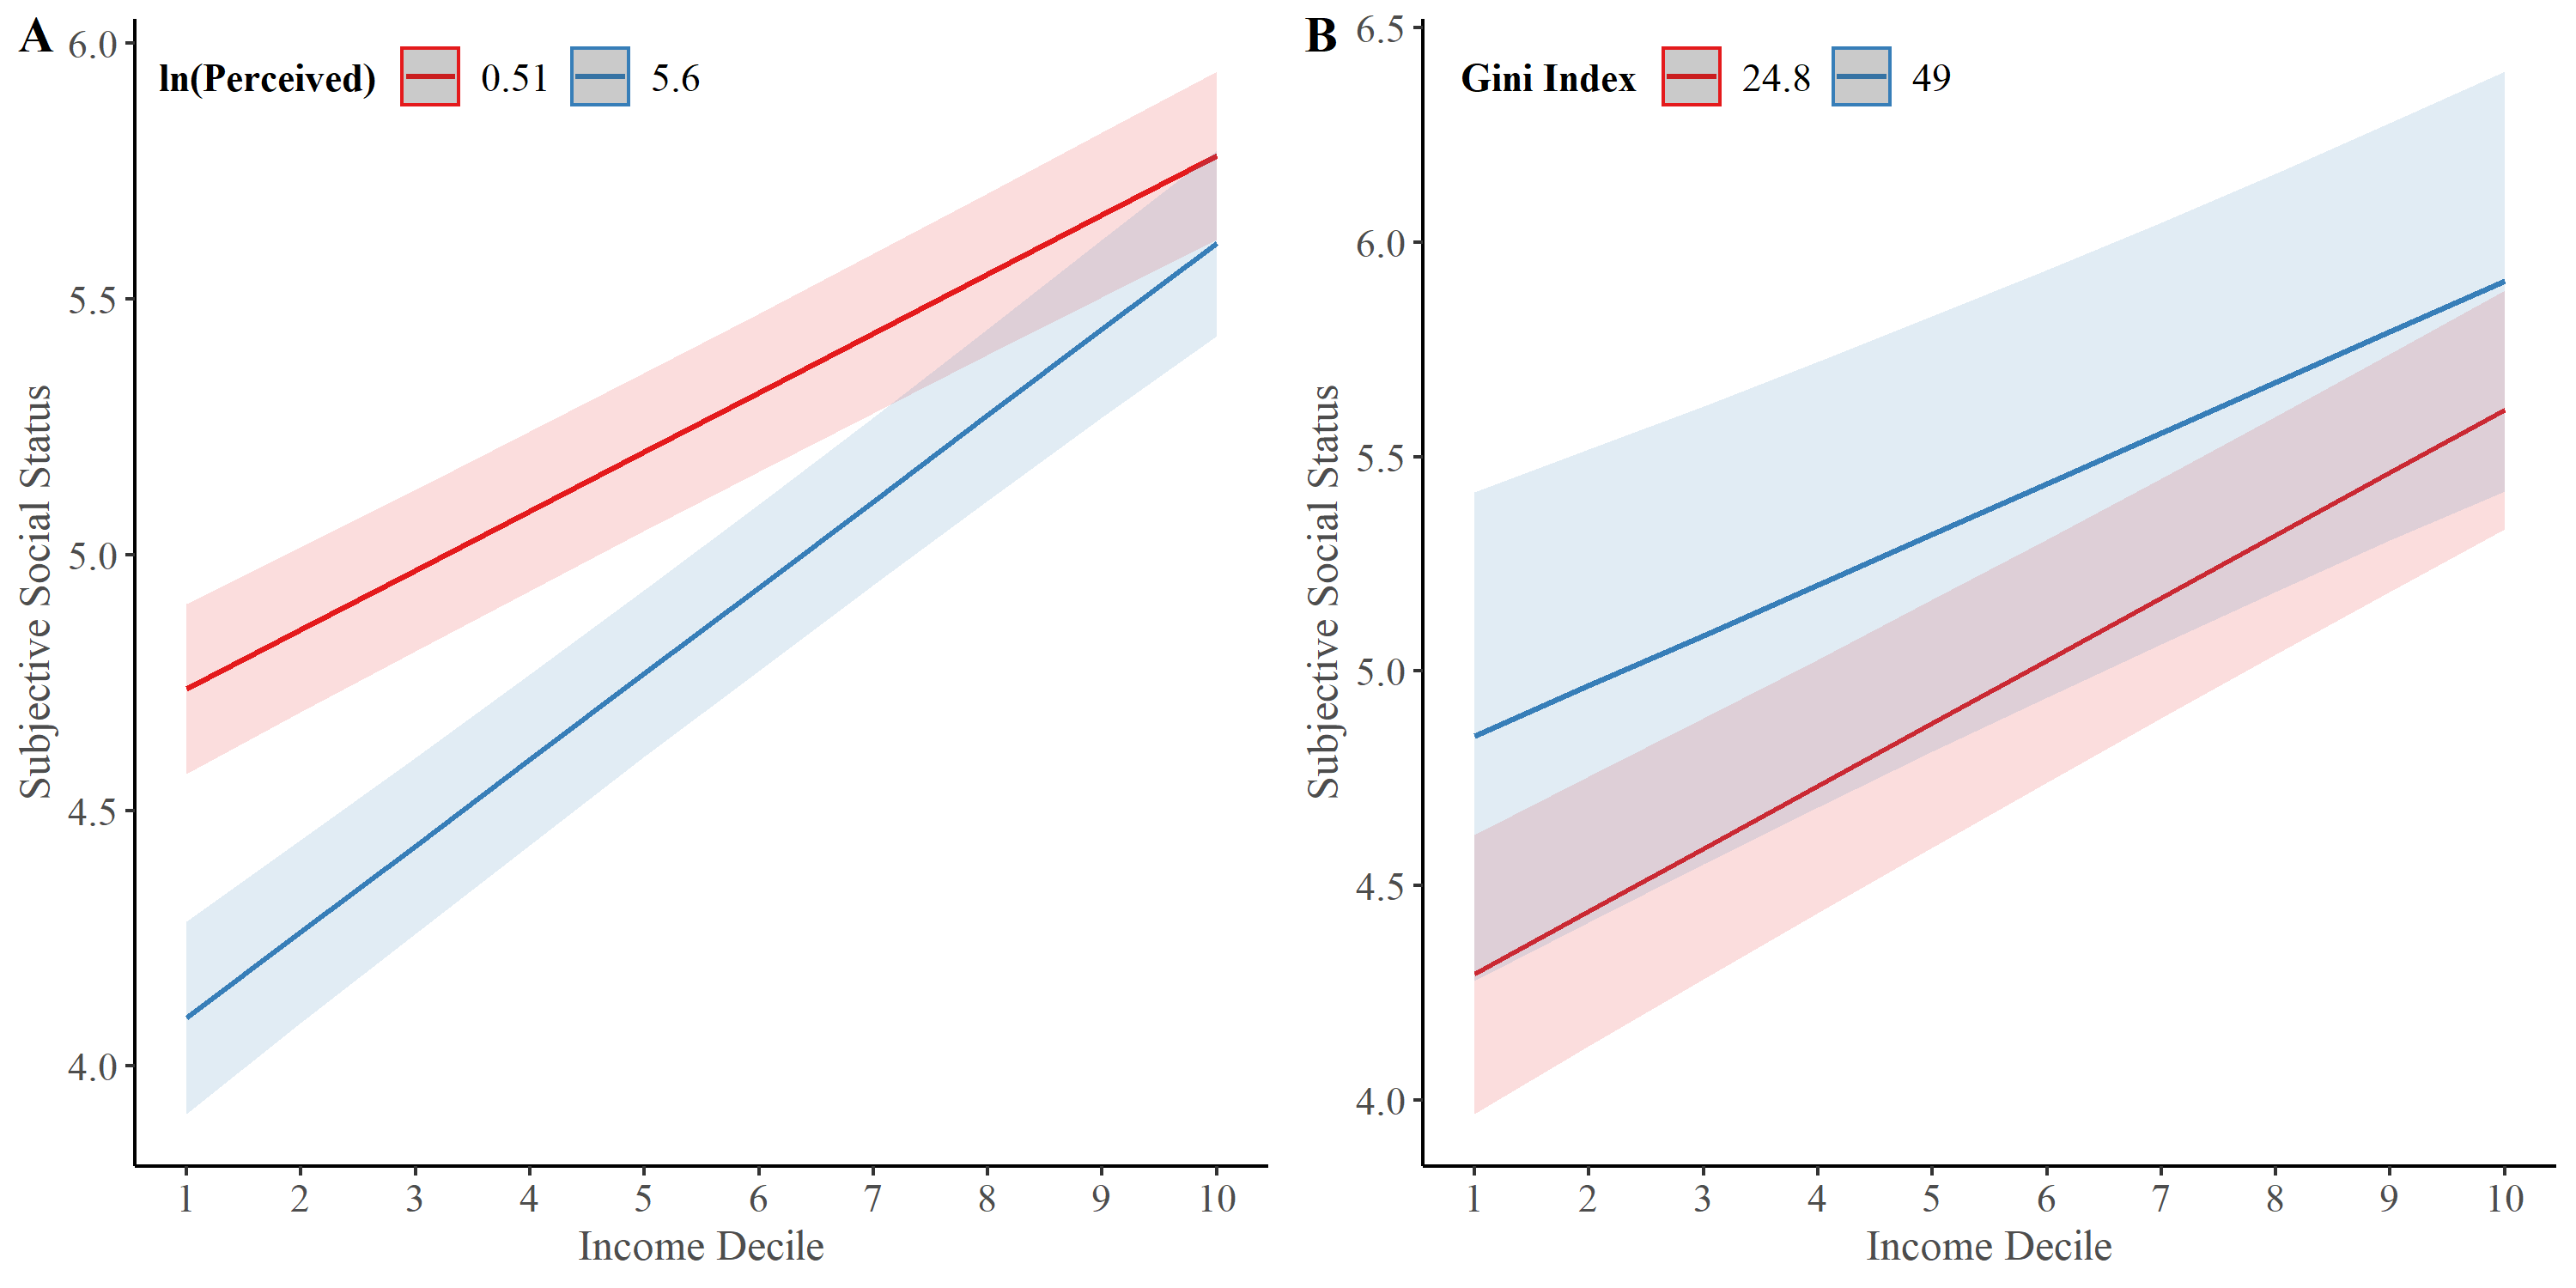 A
ln(Perceived) 0.51 5.6
6.0
5.5
5.0
4.5
4.0
Subjective Social Status
1 2 3 4 5 6 7 8 9 10
Income Decile
B
Gini Index 24.8 49
6.5
6.0
5.5
5.0
4.5
4.0
Subjective Social Status
1 2 3 4 5 6 7 8 9 10
Income Decile